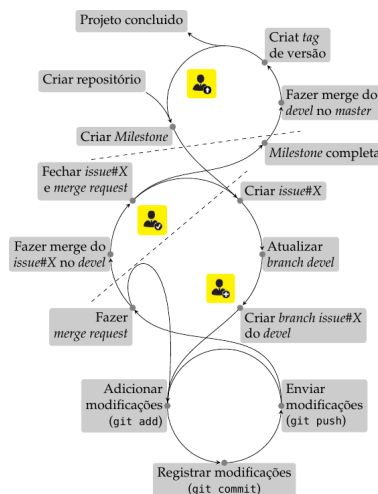 Projeto concluido
Criat tag
de versão
Criar repositório
Fazer merge do
devel no master
Criar Milestone
Milestone completa
Fechar issue#X
e merge request
Criar issue#X
Fazer merge do
issue#X no devel
Atualizar
branch devel
Fazer
merge request
Criar branch issue#X
do devel
Adicionar
modificações
(git add)
Enviar
modificações
(git push)
Registrar modificações
(git commit)